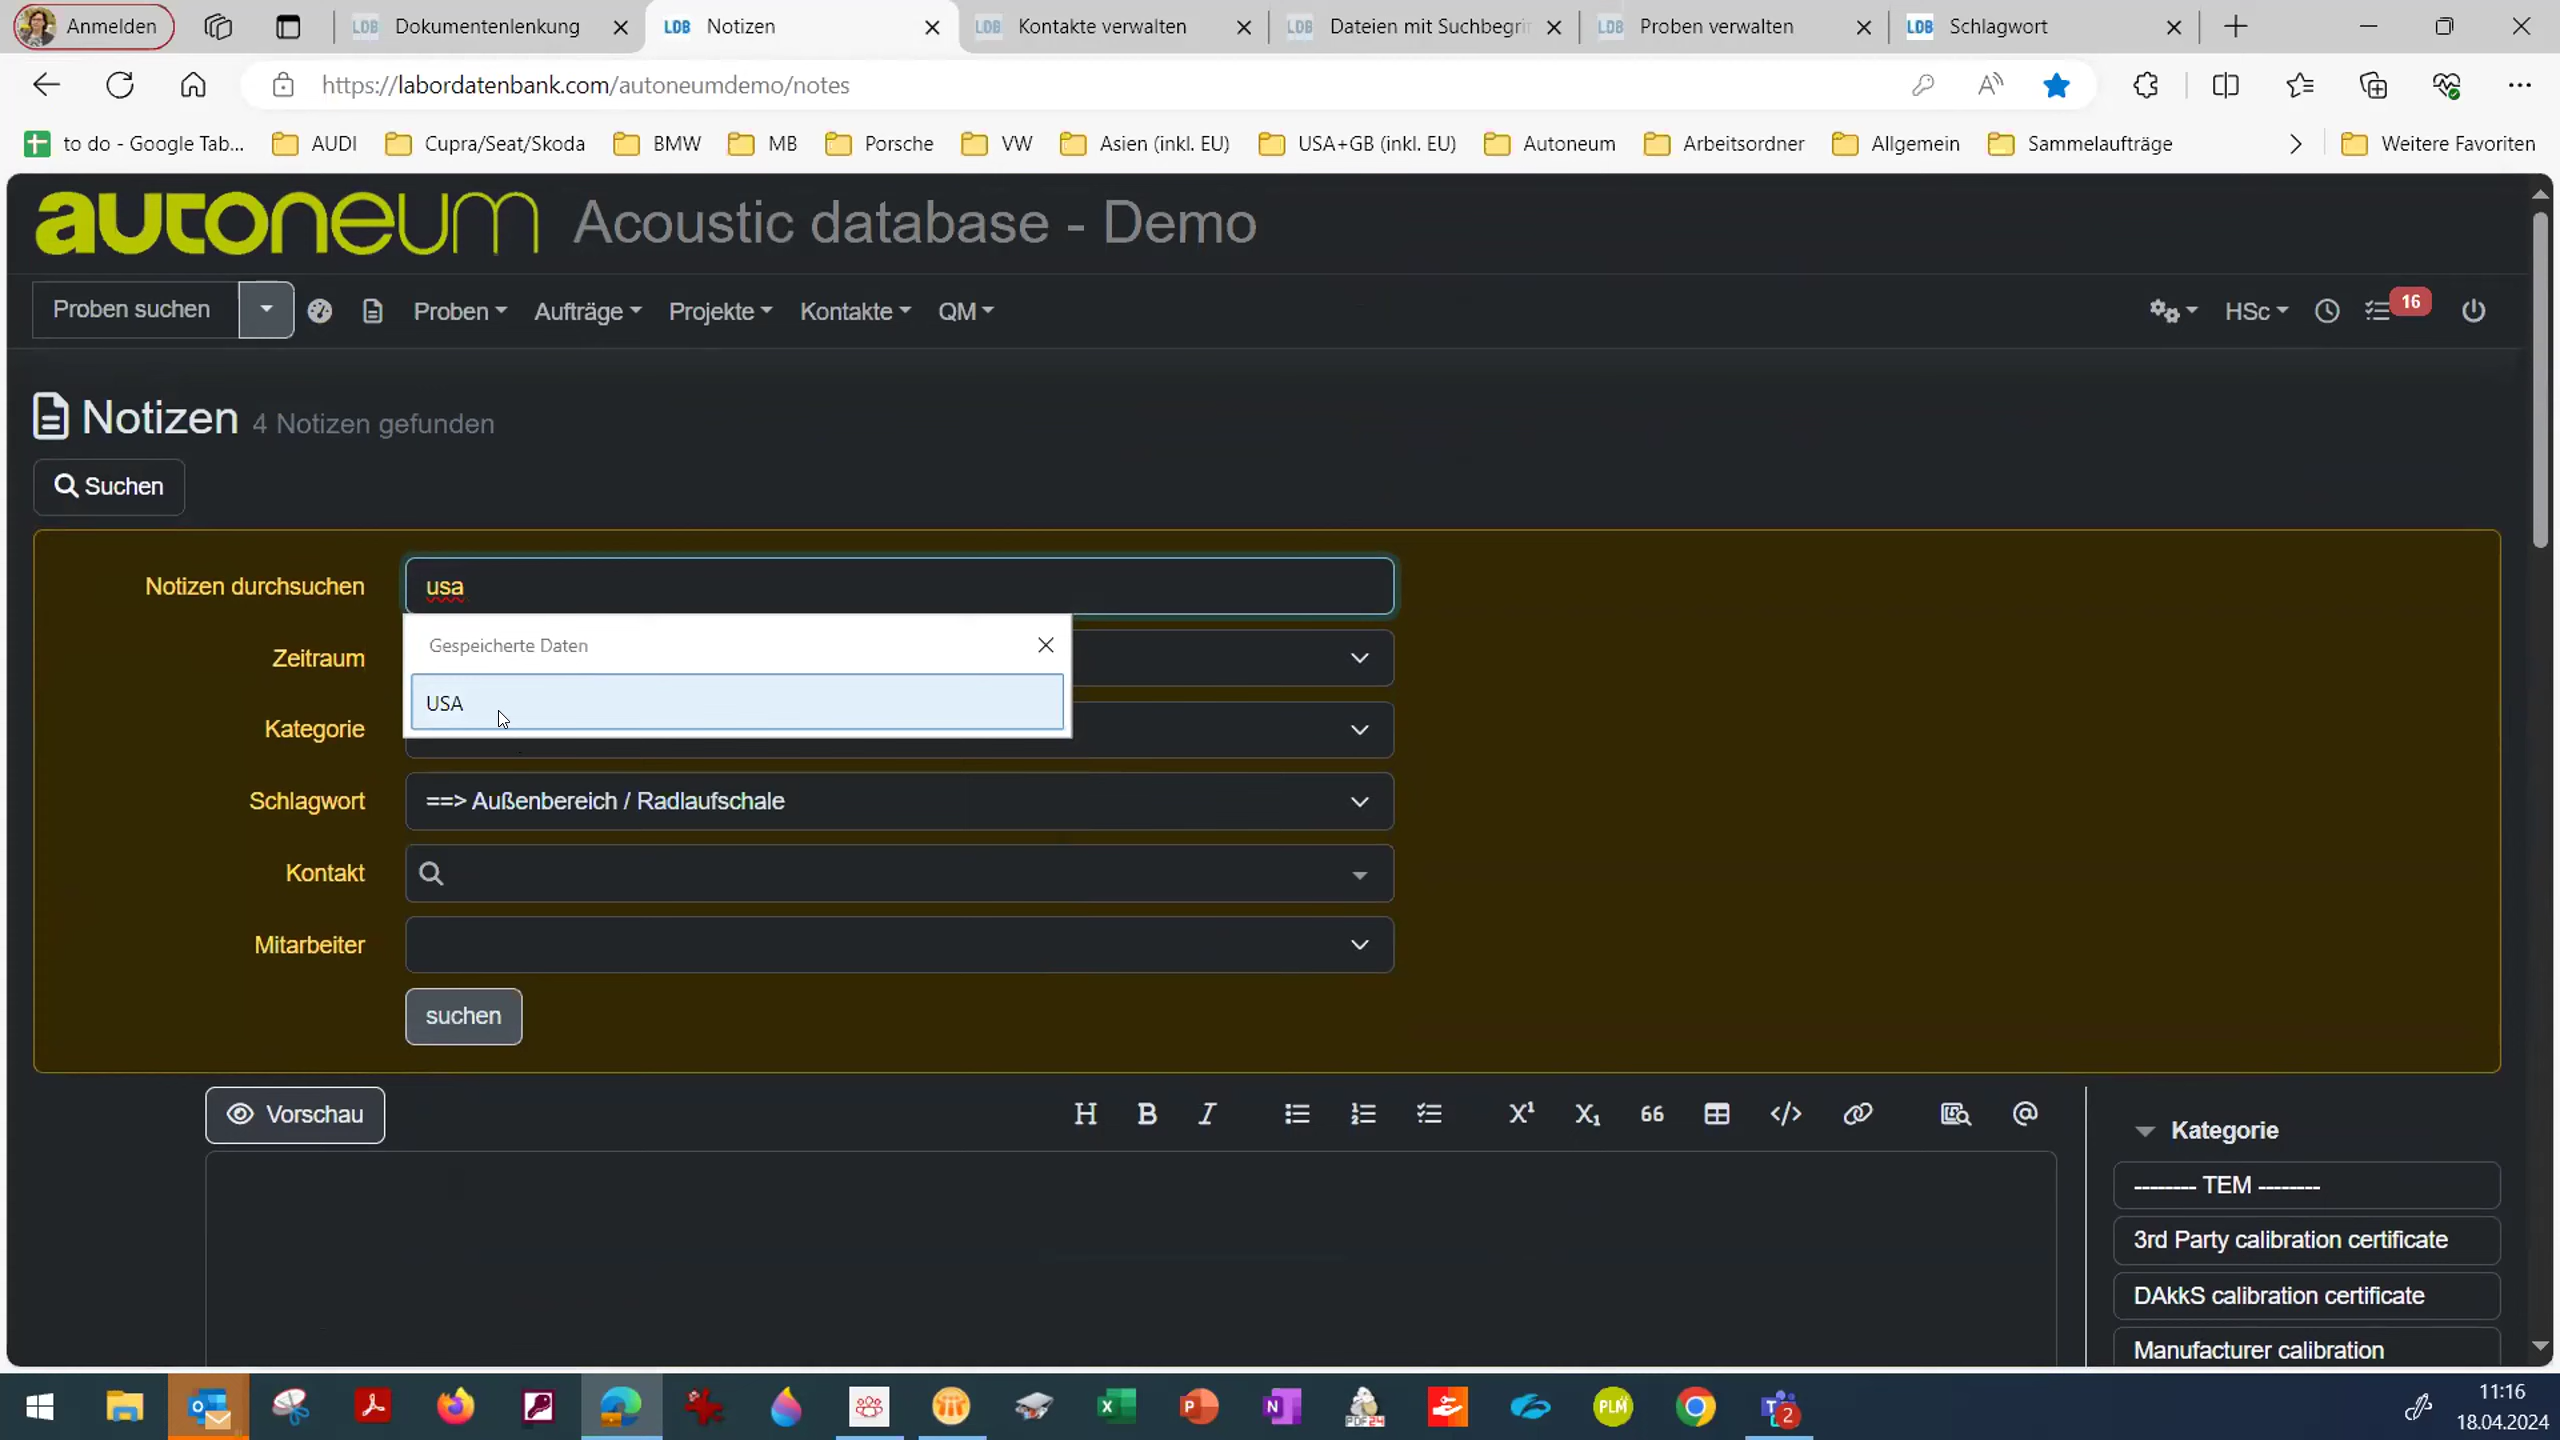 Anmelden
Dokumentenlenkung
Notizen
Kontakte verwalten
Dateien mit Suchbegri
Proben verwalten
Schlagwort
https://labordatenbank.com/autoneumdemo/notes
to do - Google Tab...
AUDI
Cupra/Seat/Skoda
BMW
MB
Porsche
VW
Asien (inkl. EU)
USA+GB (inkl. EU)
Autoneum
Arbeitsordner
Allgemein
Sammelaufträge
Weitere Favoriten
autoneum Acoustic database - Demo
Proben suchen
Proben
Aufträge
Projekte
Kontakte
QM
HSc
16
Notizen 4 Notizen gefunden
Suchen
Notizen durchsuchen usa
Gespeicherte Daten
USA
Zeitraum
Kategorie
Schlagwort ==> Außenbereich / Radlaufschale
Kontakt
Mitarbeiter
suchen
Vorschau
Kategorie
-------- TEM --------
3rd Party calibration certificate
DAkkS calibration certificate
Manufacturer calibration
11:16
18.04.2024